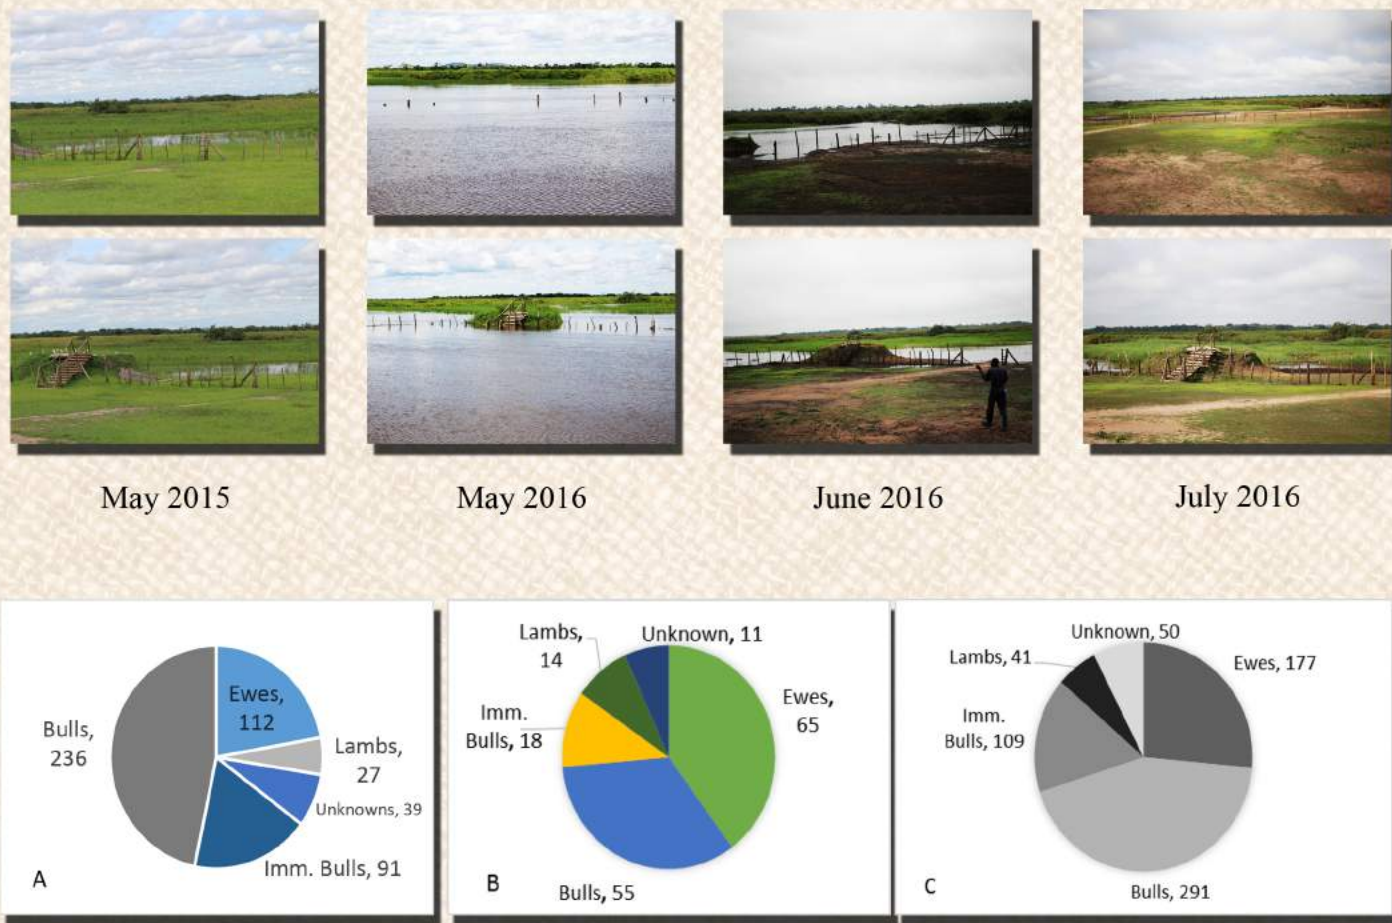 May 2015
May 2016
June 2016
July 2016
Ewes,
112
Lambs,
27
Unknowns, 39
Imm. Bulls, 91
Bulls,
236
A
Lambs,
14
Unknown, 11
Ewes,
65
Imm.
Bulls, 18
Bulls, 55
B
Unknown, 50
Lambs, 41
Ewes, 177
Imm.
Bulls, 109
Bulls, 291
C